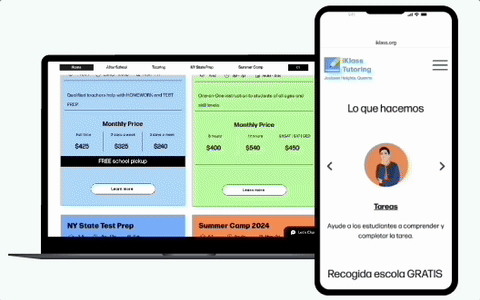 Home
After School
Tutoring
NY State Prep
Summer Camp
Qualified teachers help with HOMEWORK and TEST PREP.
Monthly Price
$425
$325
$240
FREE school pickup
Learn more
One-on-One instruction to students of all ages and skill levels.
Monthly Price
$400
$540
$450
Learn more
NY State Test Prep
Summer Camp 2024
Let's Chat
iklass.org
iKlass
Tutoring
Jackson Heights, Queens
Lo que hacemos
Tareas
Ayude a los estudiantes a comprender y
completar la tarea.
Recogida escola GRATIS